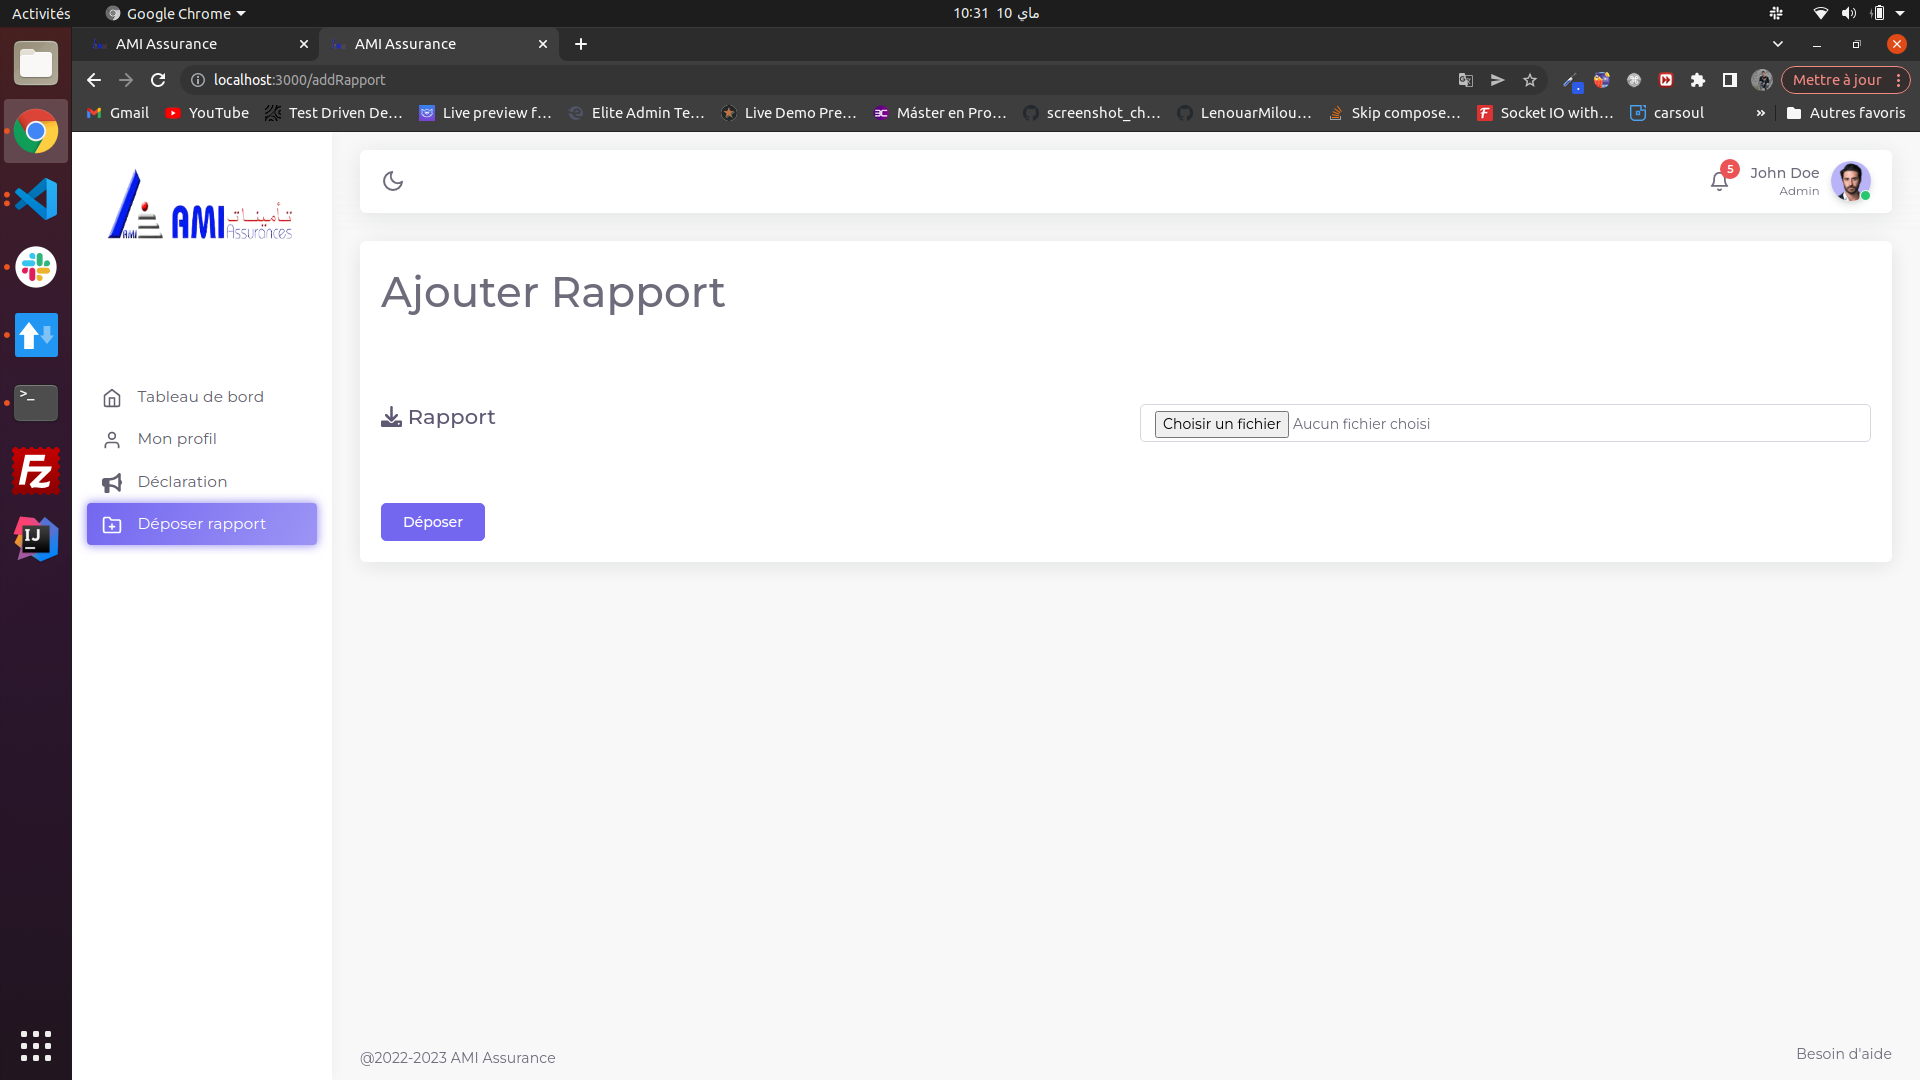 Activités
Google Chrome
10:31 10 ماي
AMI Assurance
AMI Assurance
localhost:3000/addRapport
Mettre à jour
Gmail
YouTube
Test Driven De…
Live preview f…
Elite Admin Te…
Live Demo Pre…
Máster en Pro…
screenshot_ch…
LenouarMilou…
Skip compose…
Socket IO with…
carsoul
»
Autres favoris
AMI
AMI تأمينات
Assurances
5
John Doe
Admin
Ajouter Rapport
Tableau de bord
Mon profil
Déclaration
Déposer rapport
Rapport
Choisir un fichier Aucun fichier choisi
Déposer
@2022-2023 AMI Assurance
Besoin d'aide